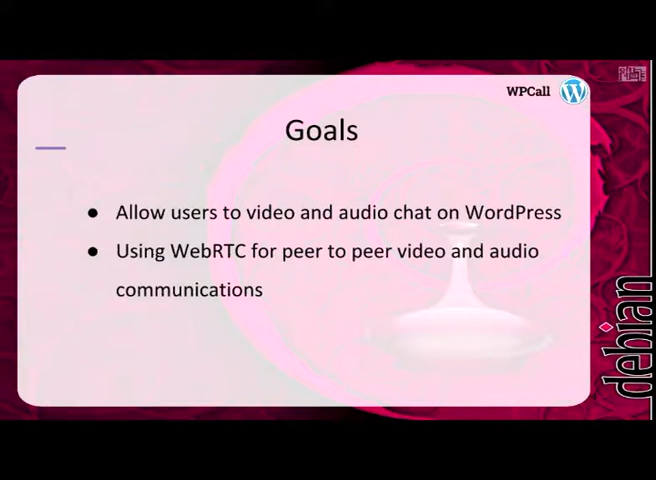 WPCall
Goals
● Allow users to video and audio chat on WordPress
● Using WebRTC for peer to peer video and audio
communications
debian